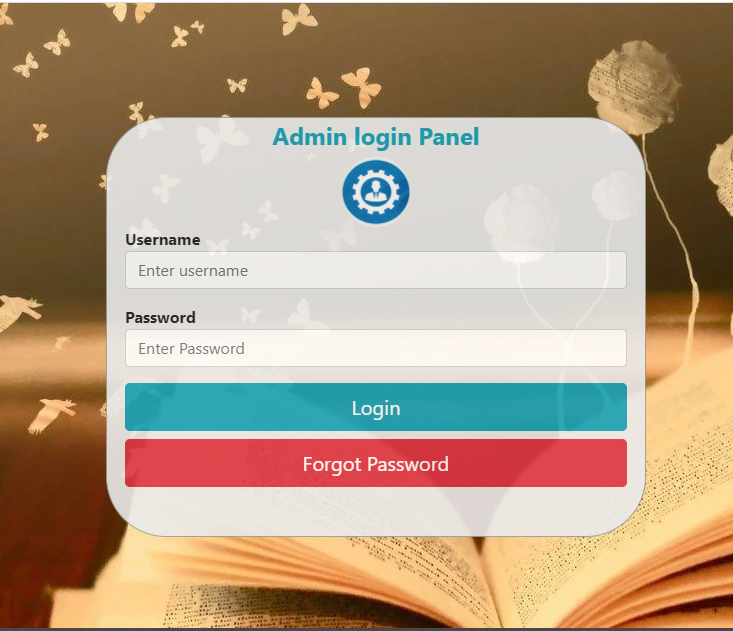 Admin login Panel
Username
Enter username
Password
Enter Password
Login
Forgot Password